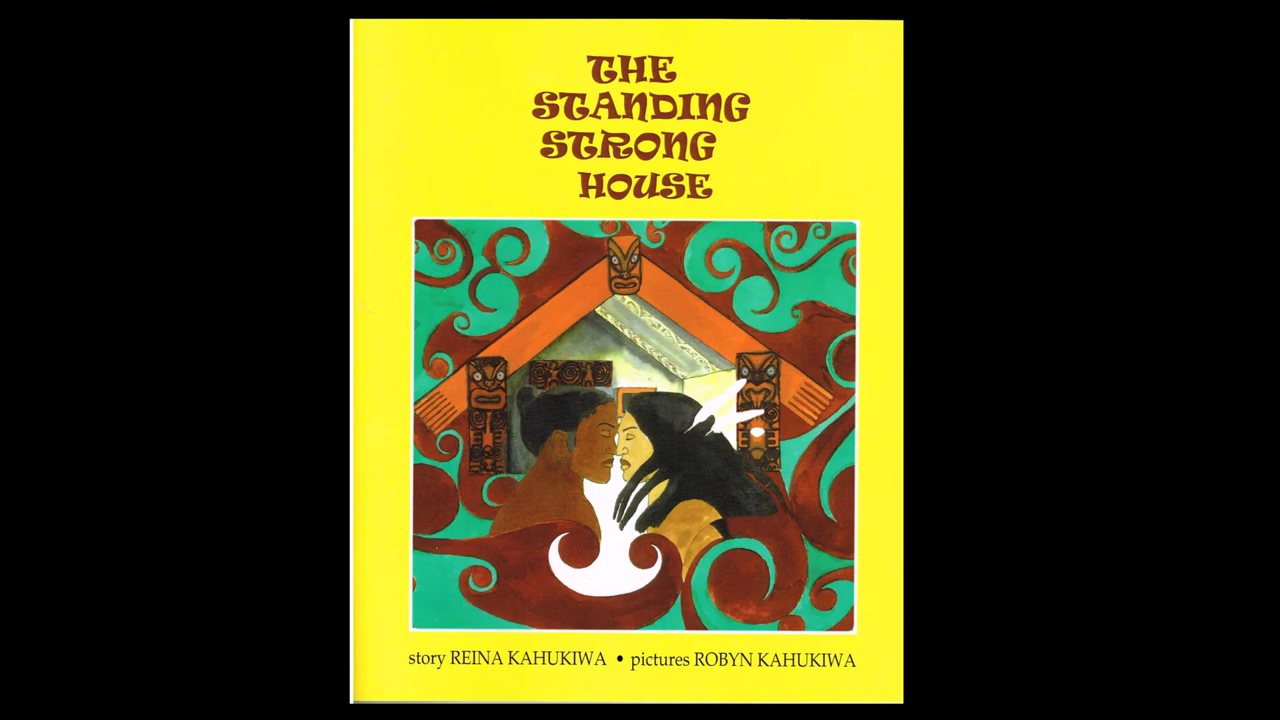 THE
STANDING
STRONG
HOUSE
story REINA KAHUKIWA • pictures ROBYN KAHUKIWA